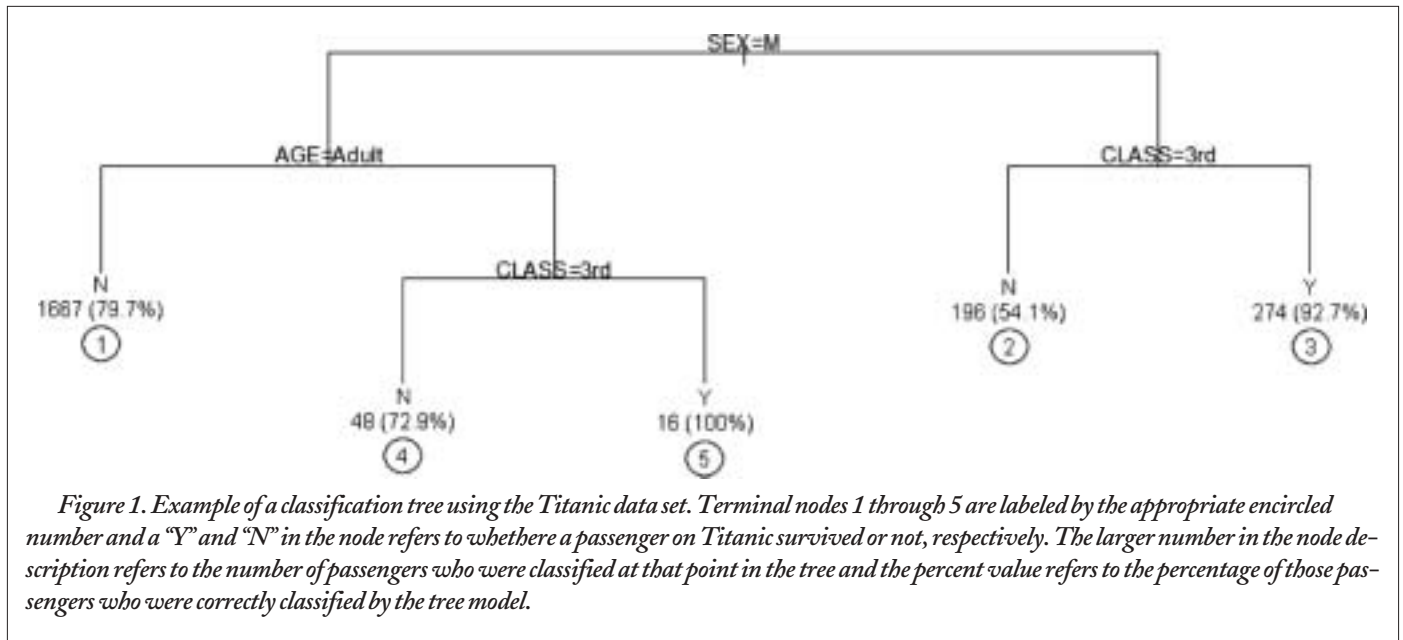 SEX=M
AGE=Adult
CLASS=3rd
CLASS=3rd
N
1667 (79.7%)
1
N
196 (54.1%)
2
Y
274 (92.7%)
3
N
48 (72.9%)
4
Y
16 (100%)
5
Figure 1. Example of a classification tree using the Titanic data set. Terminal nodes 1 through 5 are labeled by the appropriate encircled
number and a “Y” and “N” in the node refers to whethere a passenger on Titanic survived or not, respectively. The larger number in the node de-
scription refers to the number of passengers who were classified at that point in the tree and the percent value refers to the percentage of those pas-
sengers who were correctly classified by the tree model.